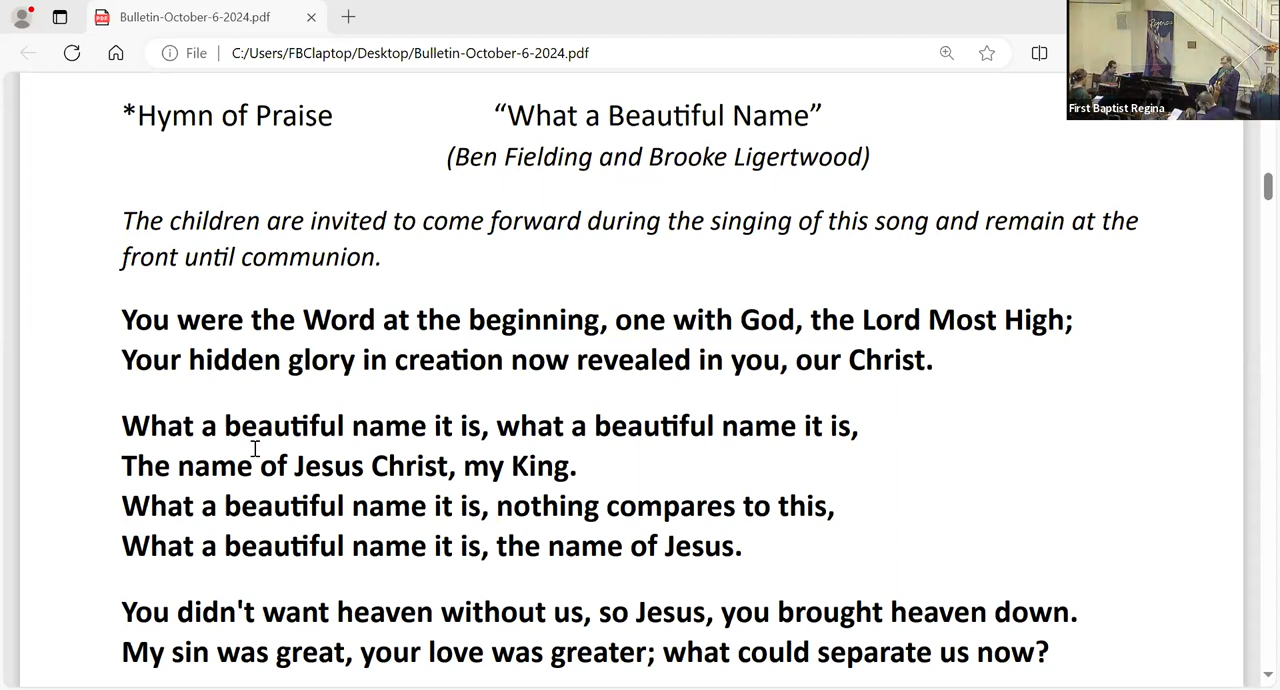 Bulletin-October-6-2024.pdf
File
C:/Users/FBClaptop/Desktop/Bulletin-October-6-2024.pdf
First Baptist Regina
*Hymn of Praise “What a Beautiful Name”
(Ben Fielding and Brooke Ligertwood)
The children are invited to come forward during the singing of this song and remain at the
front until communion.
You were the Word at the beginning, one with God, the Lord Most High;
Your hidden glory in creation now revealed in you, our Christ.
What a beautiful name it is, what a beautiful name it is,
The name of Jesus Christ, my King.
What a beautiful name it is, nothing compares to this,
What a beautiful name it is, the name of Jesus.
You didn't want heaven without us, so Jesus, you brought heaven down.
My sin was great, your love was greater; what could separate us now?